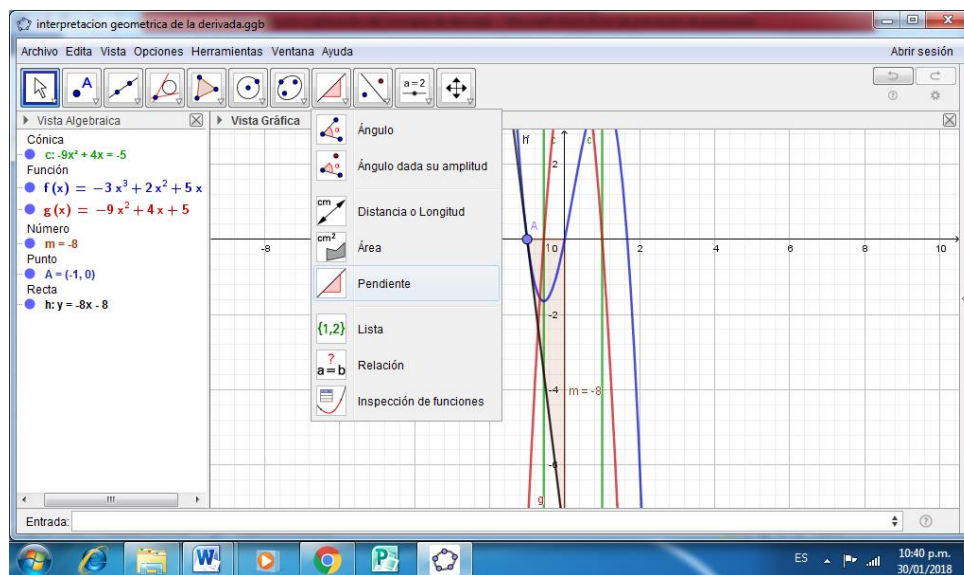 interpretacion geometrica de la derivada.ggb
Archivo Edita Vista Opciones Herramientas Ventana Ayuda Abrir sesión
A a=2
Vista Algebraica
Vista Gráfica
Cónica
c: -9x² + 4x = -5
Función
f(x) = −3 x³ + 2 x² + 5 x
g(x) = −9 x² + 4 x + 5
Número
m = -8
Punto
A = (-1, 0)
Recta
h: y = -8x - 8
Ángulo
Ángulo dada su amplitud
cm Distancia o Longitud
cm² Área
Pendiente
{1,2} Lista
? a=b Relación
Inspección de funciones
f c c
2
A
-8 1 0 2 4 6 8 10
-2
-4 m = -8
-6
g
Entrada:
W P ES 10:40 p.m.
30/01/2018